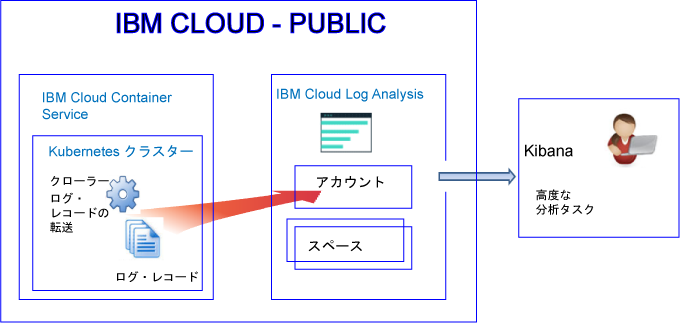 IBM CLOUD - PUBLIC
IBM Cloud Container
Service
Kubernetes クラスター
クローラー
ログ・
レコードの
転送
ログ・レコード
IBM Cloud Log Analysis
アカウント
スペース
Kibana
高度な
分析タスク